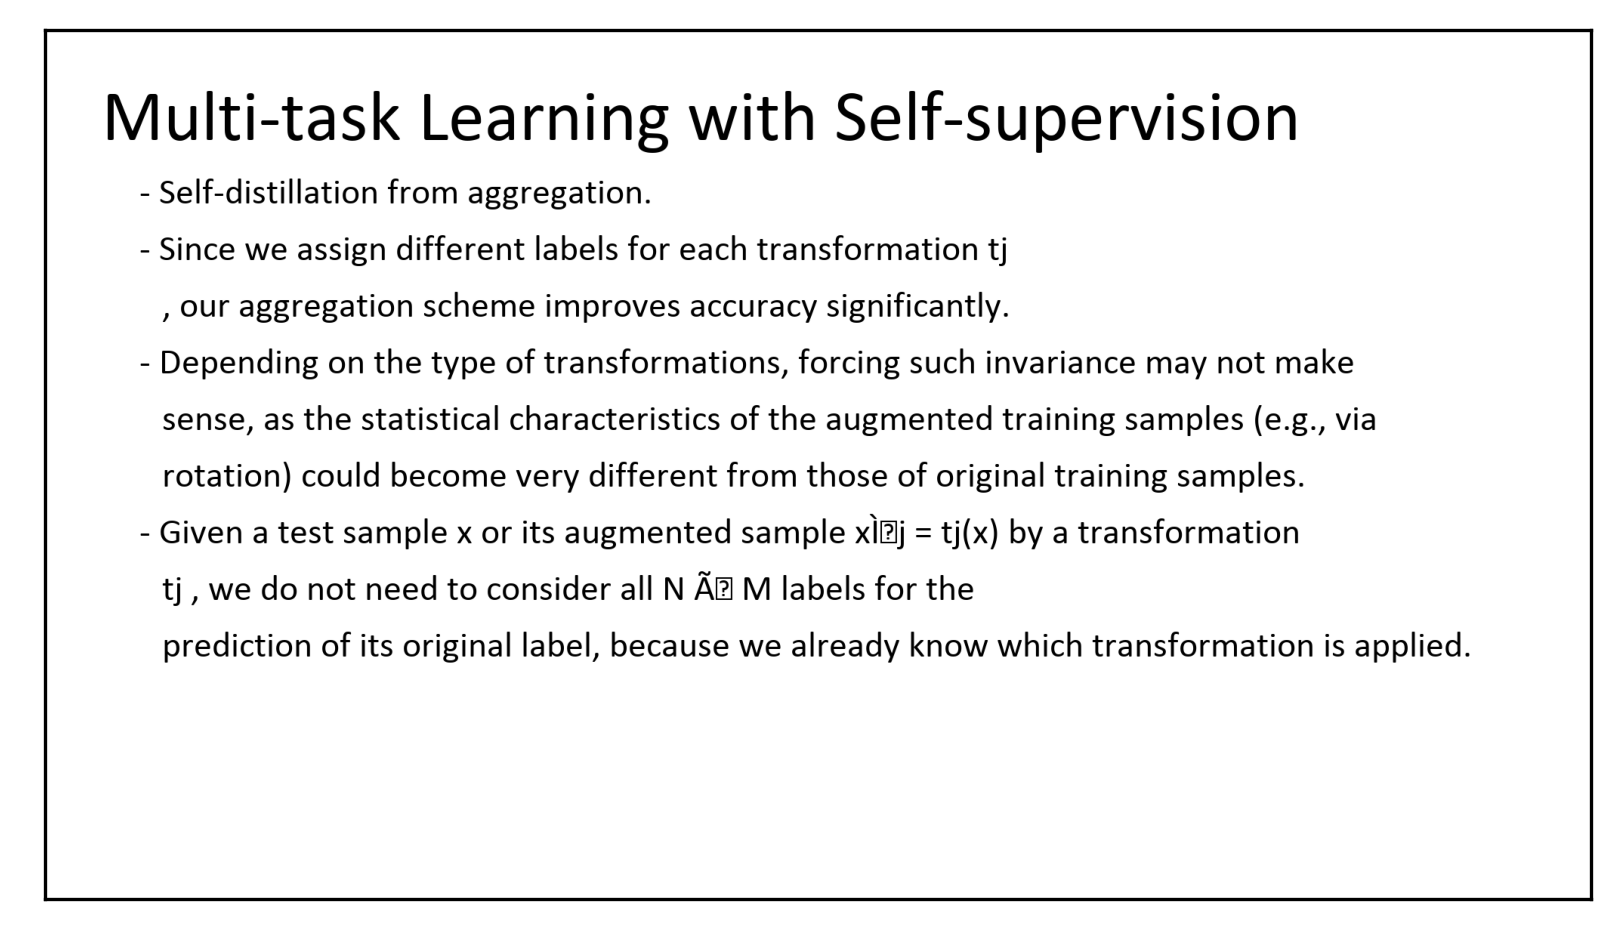 Multi-task Learning with Self-supervision
- Self-distillation from aggregation.
- Since we assign different labels for each transformation tj
, our aggregation scheme improves accuracy significantly.
- Depending on the type of transformations, forcing such invariance may not make
sense, as the statistical characteristics of the augmented training samples (e.g., via
rotation) could become very different from those of original training samples.
- Given a test sample x or its augmented sample xÌ�j = tj(x) by a transformation
tj , we do not need to consider all N Ã� M labels for the
prediction of its original label, because we already know which transformation is applied.